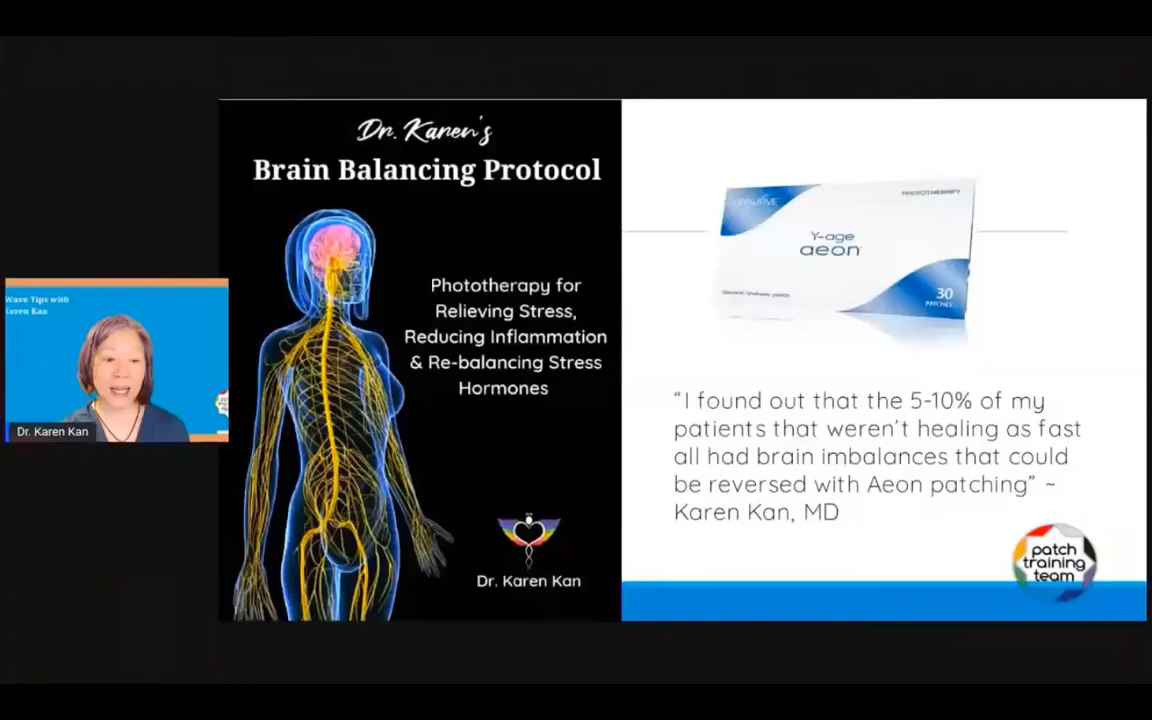 Wave Tips with
Karen Kan
Dr. Karen Kan
Dr. Karen's
Brain Balancing Protocol
Phototherapy for
Relieving Stress,
Reducing Inflammation
& Re-balancing Stress
Hormones
Dr. Karen Kan
PHOTOTHERAPY
Y-age
aeon
30
PATCHES
"I found out that the 5-10% of my
patients that weren't healing as fast
all had brain imbalances that could
be reversed with Aeon patching" ~
Karen Kan, MD
patch
training
team